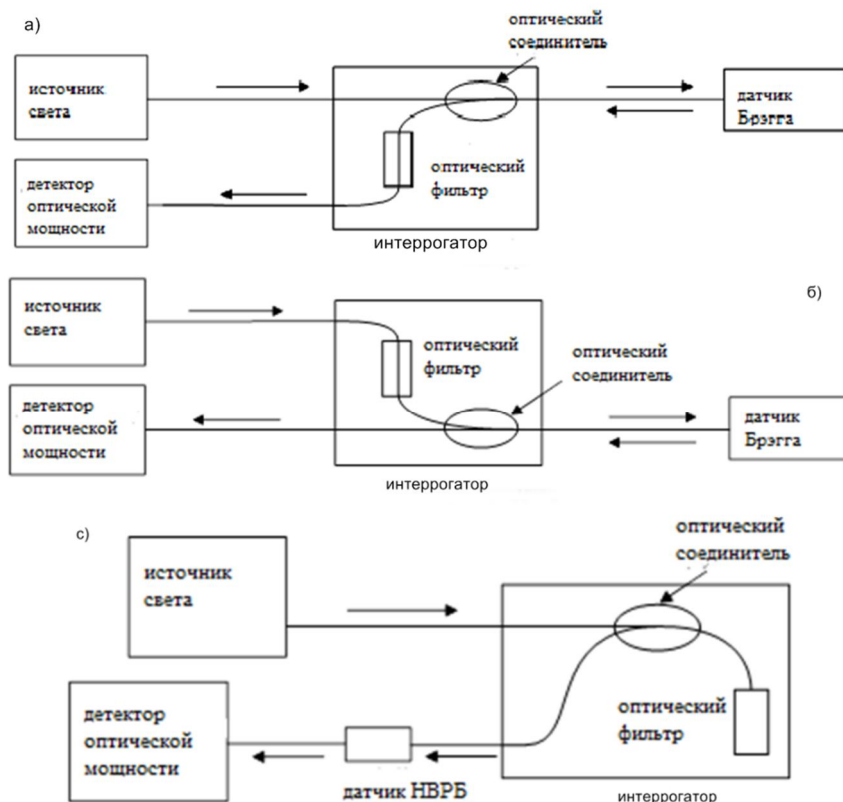 а)
оптический
соединитель
источник
света
датчик
Брэгга
оптический
фильтр
детектор
оптической
мощности
интеррогатор
б)
источник
света
оптический
фильтр
оптический
соединитель
детектор
оптической
мощности
датчик
Брэгга
интеррогатор
с)
оптический
соединитель
источник
света
оптический
фильтр
детектор
оптической
мощности
датчик НВРБ
интеррогатор